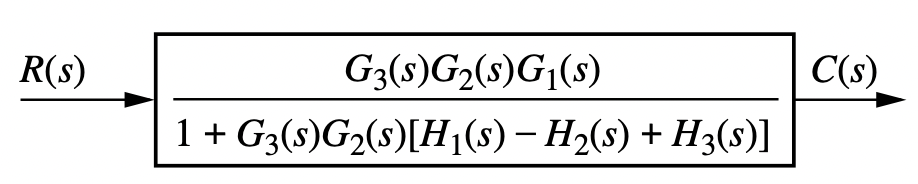 R(s)
G₃(s)G₂(s)G₁(s)
C(s)
1 + G₃(s)G₂(s)[H₁(s) − H₂(s) + H₃(s)]